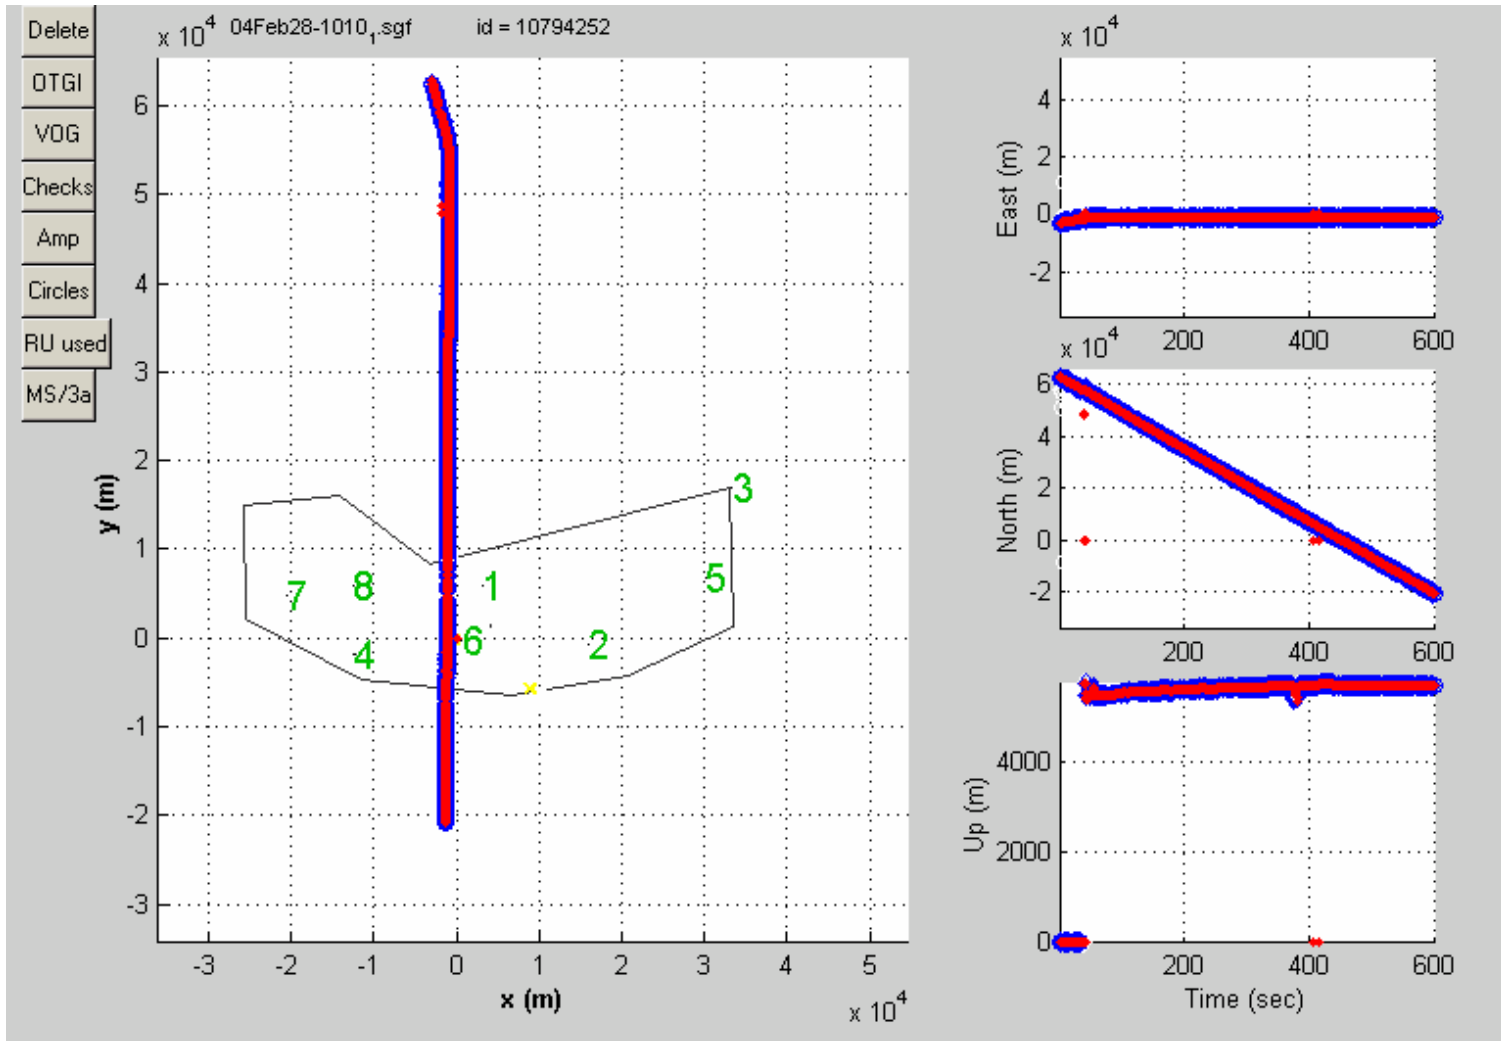 Delete
OTGI
VOG
Checks
Amp
Circles
RU used
MS/3a
x 10^4 04Feb28-1010_1.sgf id = 10794252
6
5
4
3
2
1
0
-1
-2
-3
y (m)
3
5
1
8
7
6
2
4
-3 -2 -1 0 1 2 3 4 5
x (m)
x 10^4
x 10^4
4
2
0
-2
East (m)
200 400 600
x 10^4
6
4
2
0
-2
North (m)
200 400 600
4000
2000
0
Up (m)
200 400 600
Time (sec)